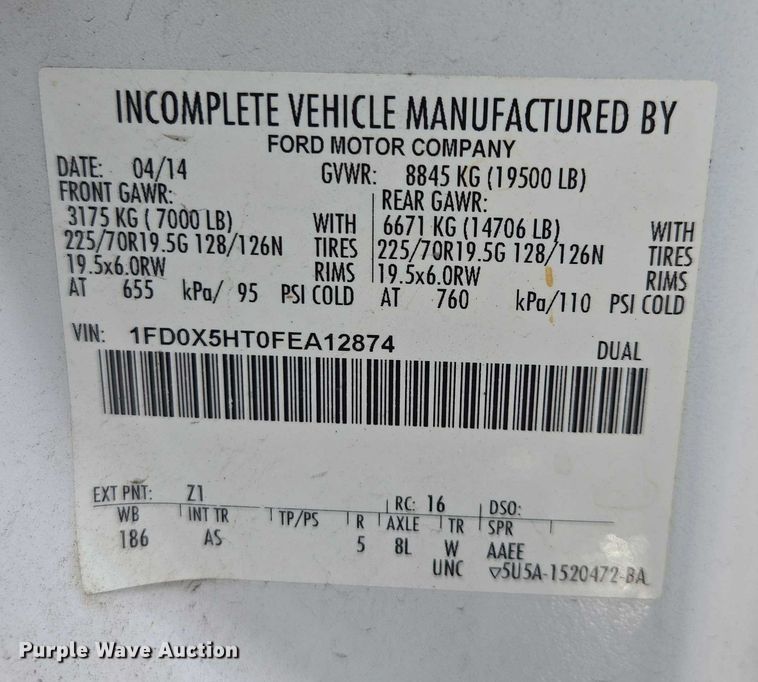 INCOMPLETE VEHICLE MANUFACTURED BY
FORD MOTOR COMPANY
DATE: 04/14 GVWR: 8845 KG (19500 LB)
FRONT GAWR: REAR GAWR:
3175 KG ( 7000 LB) WITH 6671 KG (14706 LB) WITH
225/70R19.5G 128/126N TIRES 225/70R19.5G 128/126N TIRES
19.5x6.0RW RIMS 19.5x6.0RW RIMS
AT 655 kPa/ 95 PSI COLD AT 760 kPa/110 PSI COLD
VIN: 1FD0X5HT0FEA12874 DUAL
EXT PNT: Z1 RC: 16 DSO:
WB INT TR TP/PS R AXLE TR SPR
186 AS 5 8L W AAEE
UNC ▽5U5A-1520472-BA
Purple Wave Auction